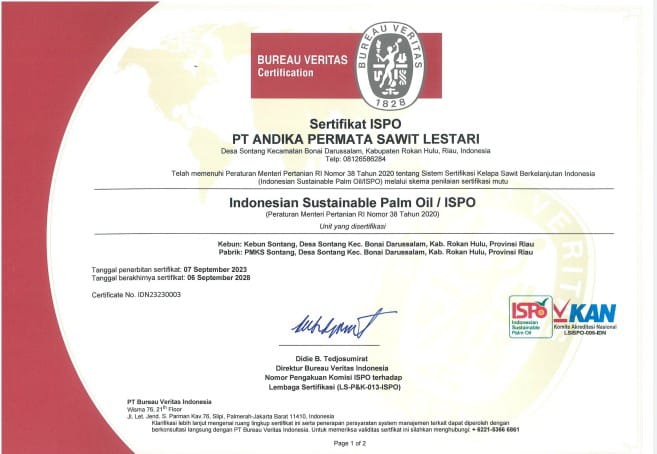 BUREAU VERITAS
Certification
BUREAU VERITAS
1828
Sertifikat ISPO
PT ANDIKA PERMATA SAWIT LESTARI
Desa Sontang Kecamatan Bonai Darussalam, Kabupaten Rokan Hulu, Riau, Indonesia
Telp: 08126586284
Telah memenuhi Peraturan Menteri Pertanian RI Nomor 38 Tahun 2020 tentang Sistem Sertifikasi Kelapa Sawit Berkelanjutan Indonesia
(Indonesian Sustainable Palm Oil/ISPO) melalui skema penilaian sertifikasi mutu
Indonesian Sustainable Palm Oil / ISPO
(Peraturan Menteri Pertanian RI Nomor 38 Tahun 2020)
Unit yang disertifikasi
Kebun: Kebun Sontang, Desa Sontang Kec. Bonai Darussalam, Kab. Rokan Hulu, Provinsi Riau
Pabrik: PMKS Sontang, Desa Sontang Kec. Bonai Darussalam, Kab. Rokan Hulu, Provinsi Riau
Tanggal penerbitan sertifikat: 07 September 2023
Tanggal berakhirnya sertifikat: 06 September 2028
Certificate No. IDN23230003
ISPO
Indonesian
Sustainable
Palm Oil
KAN
Komite Akreditasi Nasional
LSISPO-006-IDN
Didie B. Tedjosumirat
Direktur Bureau Veritas Indonesia
Nomor Pengakuan Komisi ISPO terhadap
Lembaga Sertifikasi (LS-P&K-013-ISPO)
PT Bureau Veritas Indonesia
Wisma 76, 21th Floor
Jl. Let. Jend. S. Parman Kav.76, Slipi, Palmerah-Jakarta Barat 11410, Indonesia
Klarifikasi lebih lanjut mengenai ruang lingkup sertifikat ini serta penerapan persyaratan system manajemen terkait dapat diperoleh dengan
berkonsultasi langsung dengan PT Bureau Veritas Indonesia. Untuk memeriksa validitas sertifikat ini silahkan menghubungi: + 6221-5366 6861
Page 1 of 2